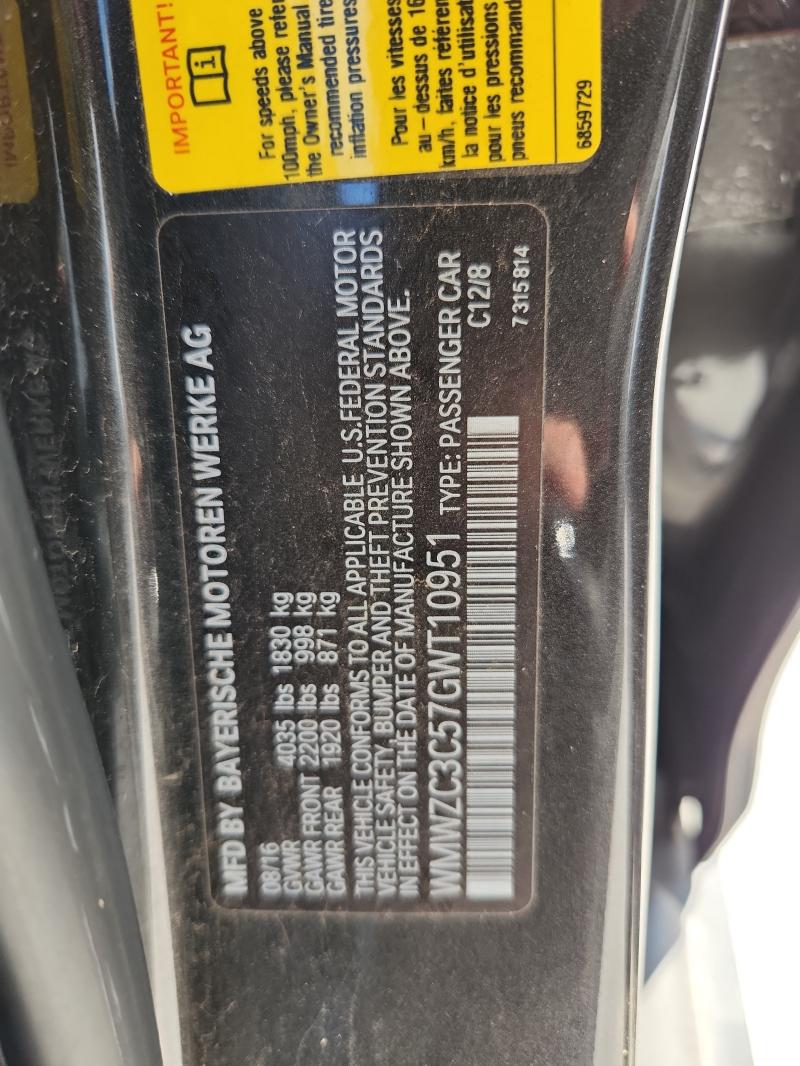 IMPORTANT!
For speeds above
100mph, please refe
the Owner's Manual
recommended tire
inflation pressures
Pour les vitesses
au-dessus de 16
km/h, faites référen
la notice d'utilisat
pour les pressions
pneus recommand
6859729
MFD BY BAYERISCHE MOTOREN WERKE AG
08/16
GVWR 4035 lbs 1830 kg
GAWR FRONT 2200 lbs 998 kg
GAWR REAR 1920 lbs 871 kg
THIS VEHICLE CONFORMS TO ALL APPLICABLE U.S.FEDERAL MOTOR
VEHICLE SAFETY, BUMPER AND THEFT PREVENTION STANDARDS
IN EFFECT ON THE DATE OF MANUFACTURE SHOWN ABOVE.
WMWZC3C57GWT10951 TYPE: PASSENGER CAR
C12/8
7 315 814